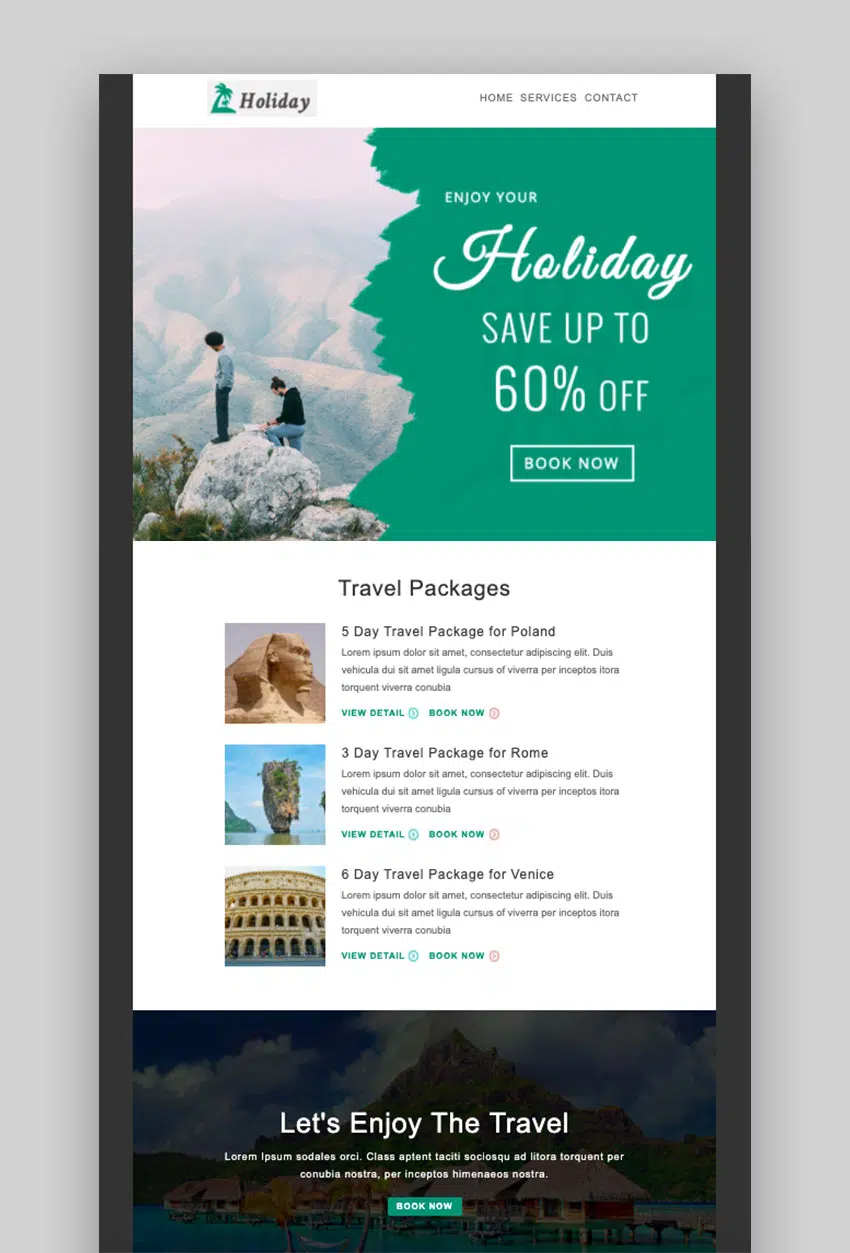 Holiday
HOME SERVICES CONTACT
ENJOY YOUR
Holiday
SAVE UP TO
60% OFF
BOOK NOW
Travel Packages
5 Day Travel Package for Poland
Lorem ipsum dolor sit amet, consectetur adipiscing elit. Duis
vehicula dui sit amet ligula cursus of viverra per inceptos itora
torquent viverra conubia
VIEW DETAIL BOOK NOW
3 Day Travel Package for Rome
Lorem ipsum dolor sit amet, consectetur adipiscing elit. Duis
vehicula dui sit amet ligula cursus of viverra per inceptos itora
torquent viverra conubia
VIEW DETAIL BOOK NOW
6 Day Travel Package for Venice
Lorem ipsum dolor sit amet, consectetur adipiscing elit. Duis
vehicula dui sit amet ligula cursus of viverra per inceptos itora
torquent viverra conubia
VIEW DETAIL BOOK NOW
Let's Enjoy The Travel
Lorem Ipsum sodales orci. Class aptent taciti sociosqu ad litora torquent per
conubia nostra, per inceptos himenaeos nostra.
BOOK NOW